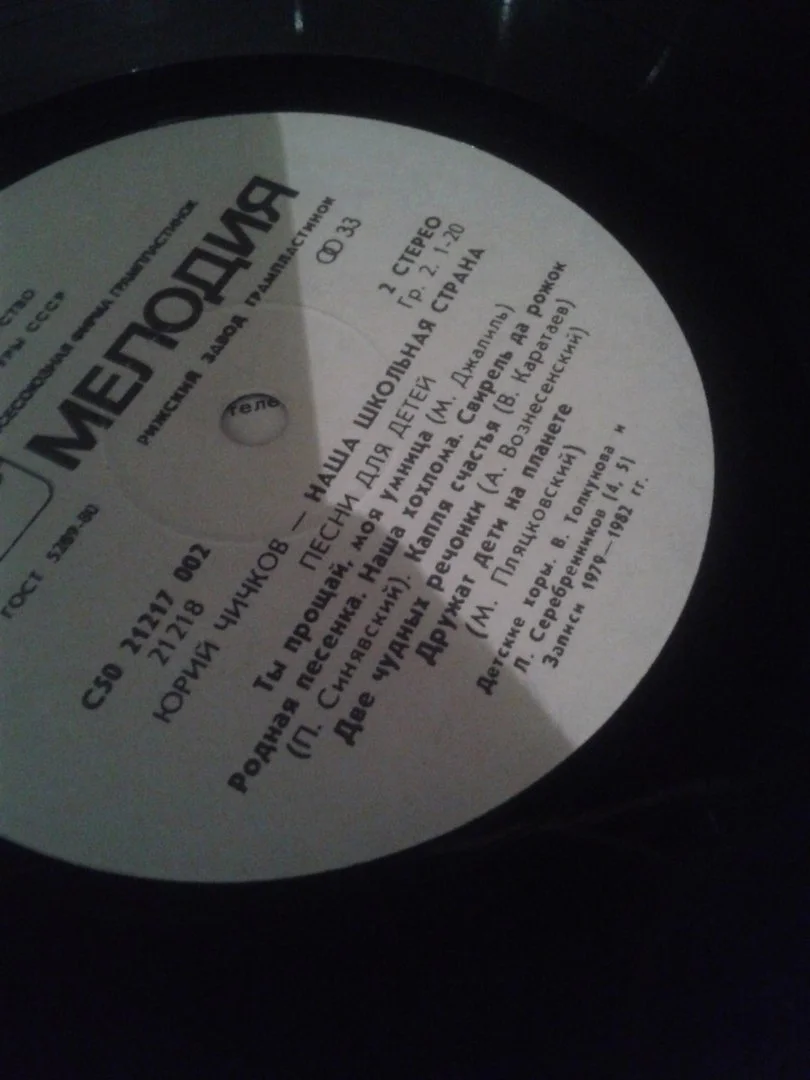 СТВО
РЫ СССР
ВСЕСОЮЗНАЯ ФИРМА ГРАМПЛАСТИНОК
МЕЛОДИЯ
РИЖСКИЙ ЗАВОД ГРАМПЛАСТИНОК
ГОСТ 5289-80
33
теле
С50 21217 002
21218
2 СТЕРЕО
Гр. 2. 1-20
ЮРИЙ ЧИЧКОВ — НАША ШКОЛЬНАЯ СТРАНА
ПЕСНИ ДЛЯ ДЕТЕЙ
Ты прощай, моя умница (М. Джалиль)
Родная песенка. Наша хохлома. Свирель да рожок
(П. Синявский). Капля счастья (В. Каратаев)
Две чудных речонки (А. Вознесенский)
Дружат дети на планете
(М. Пляцковский)
Детские хоры. В. Толкунова и
Л. Серебренников (4, 5)
Записи 1979—1982 гг.